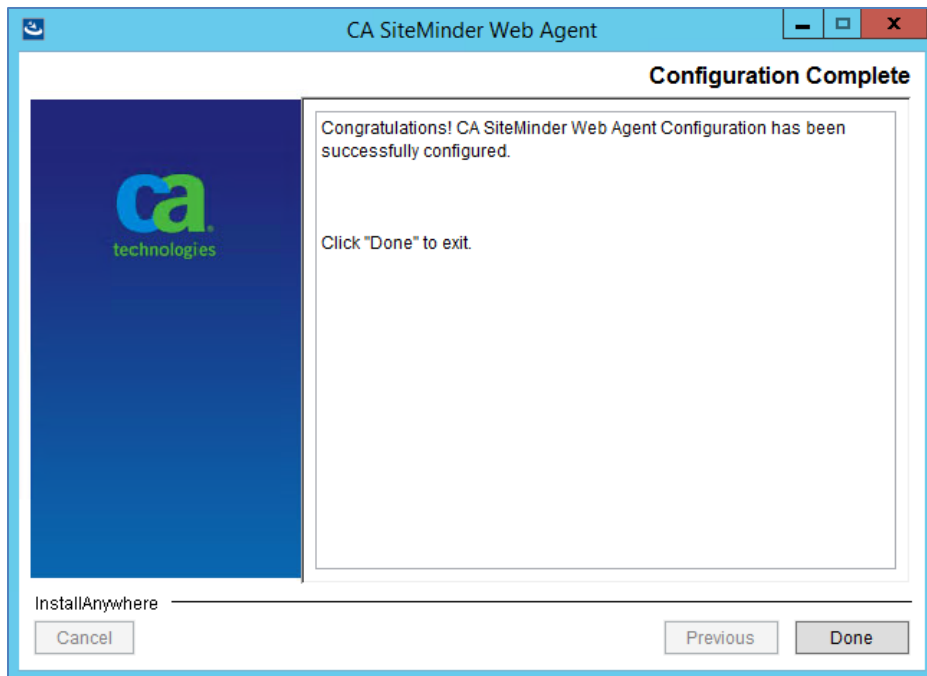 CA SiteMinder Web Agent
Configuration Complete
ca
technologies
Congratulations! CA SiteMinder Web Agent Configuration has been
successfully configured.
Click "Done" to exit.
InstallAnywhere
Cancel
Previous
Done